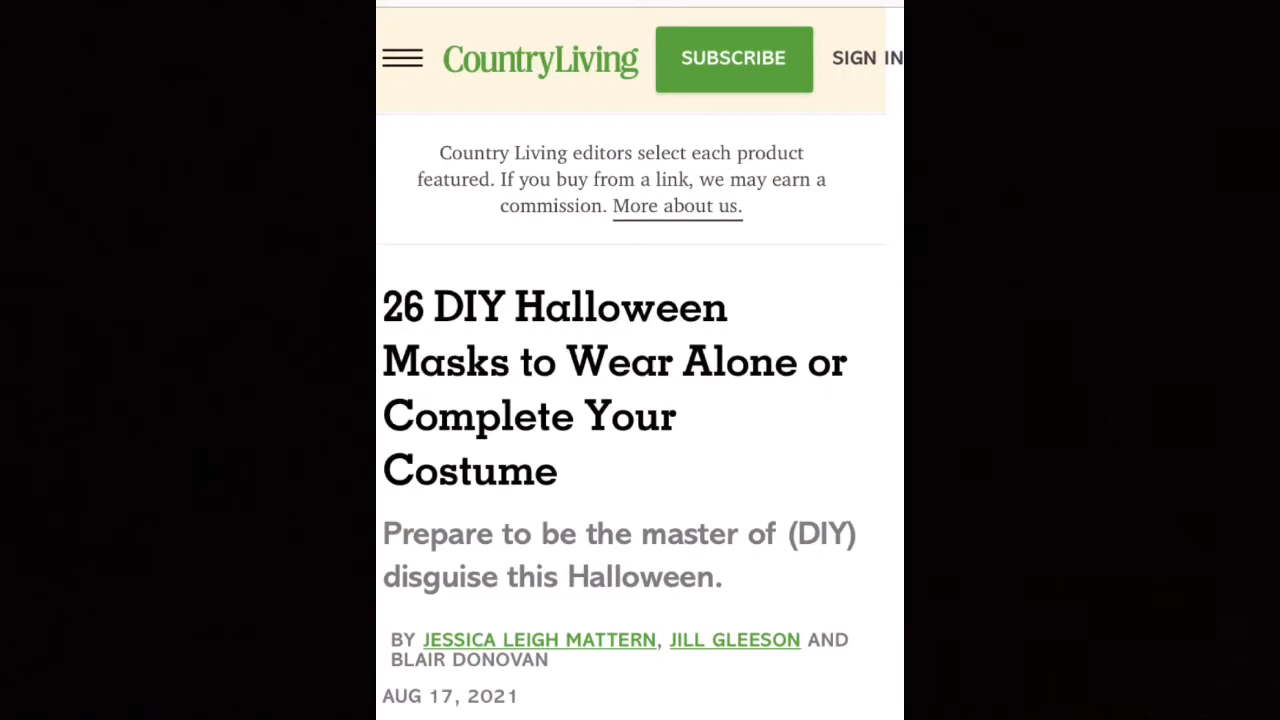 CountryLiving SUBSCRIBE SIGN IN
Country Living editors select each product
featured. If you buy from a link, we may earn a
commission. More about us.
26 DIY Halloween
Masks to Wear Alone or
Complete Your
Costume
Prepare to be the master of (DIY)
disguise this Halloween.
BY JESSICA LEIGH MATTERN, JILL GLEESON AND
BLAIR DONOVAN
AUG 17, 2021